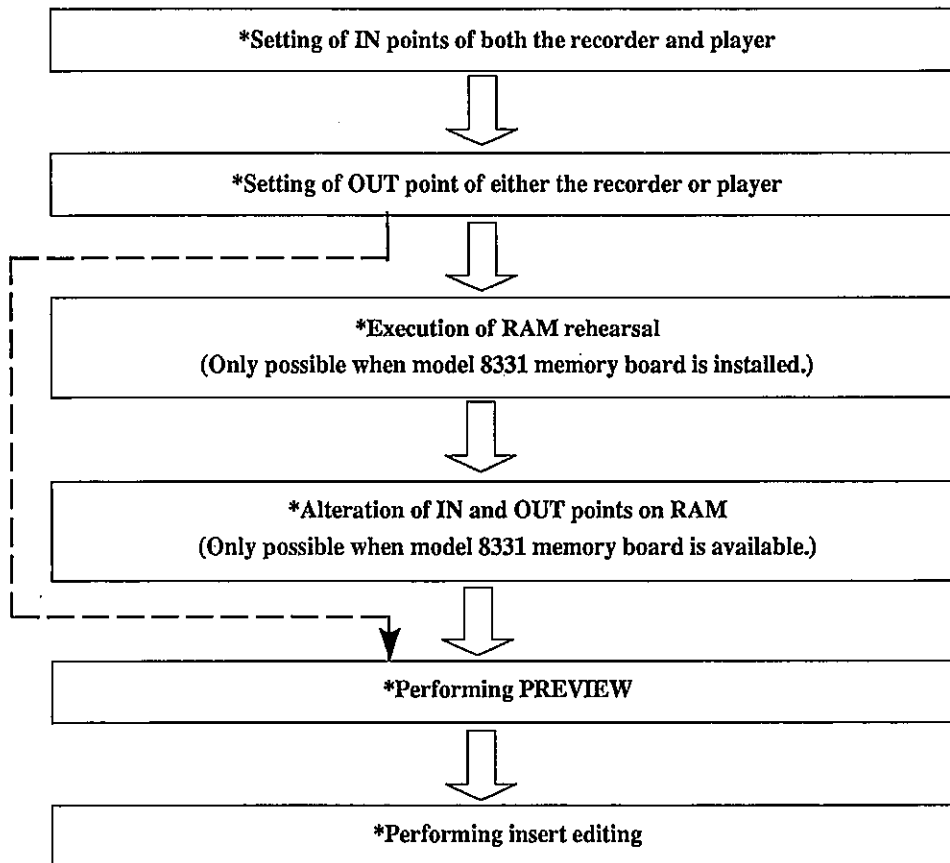 *Setting of IN points of both the recorder and player
*Setting of OUT point of either the recorder or player
*Execution of RAM rehearsal
(Only possible when model 8331 memory board is installed.)
*Alteration of IN and OUT points on RAM
(Only possible when model 8331 memory board is available.)
*Performing PREVIEW
*Performing insert editing